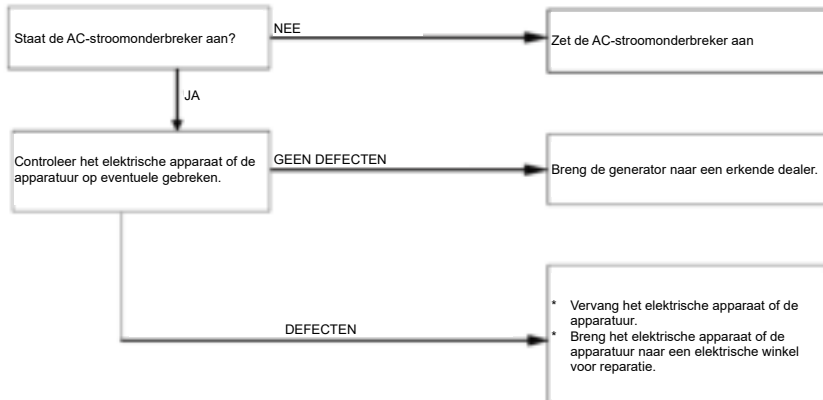 Staat de AC-stroomonderbreker aan?
NEE
Zet de AC-stroomonderbreker aan
JA
Controleer het elektrische apparaat of de
apparatuur op eventuele gebreken.
GEEN DEFECTEN
Breng de generator naar een erkende dealer.
DEFECTEN
* Vervang het elektrische apparaat of de
apparatuur.
* Breng het elektrische apparaat of de
apparatuur naar een elektrische winkel
voor reparatie.